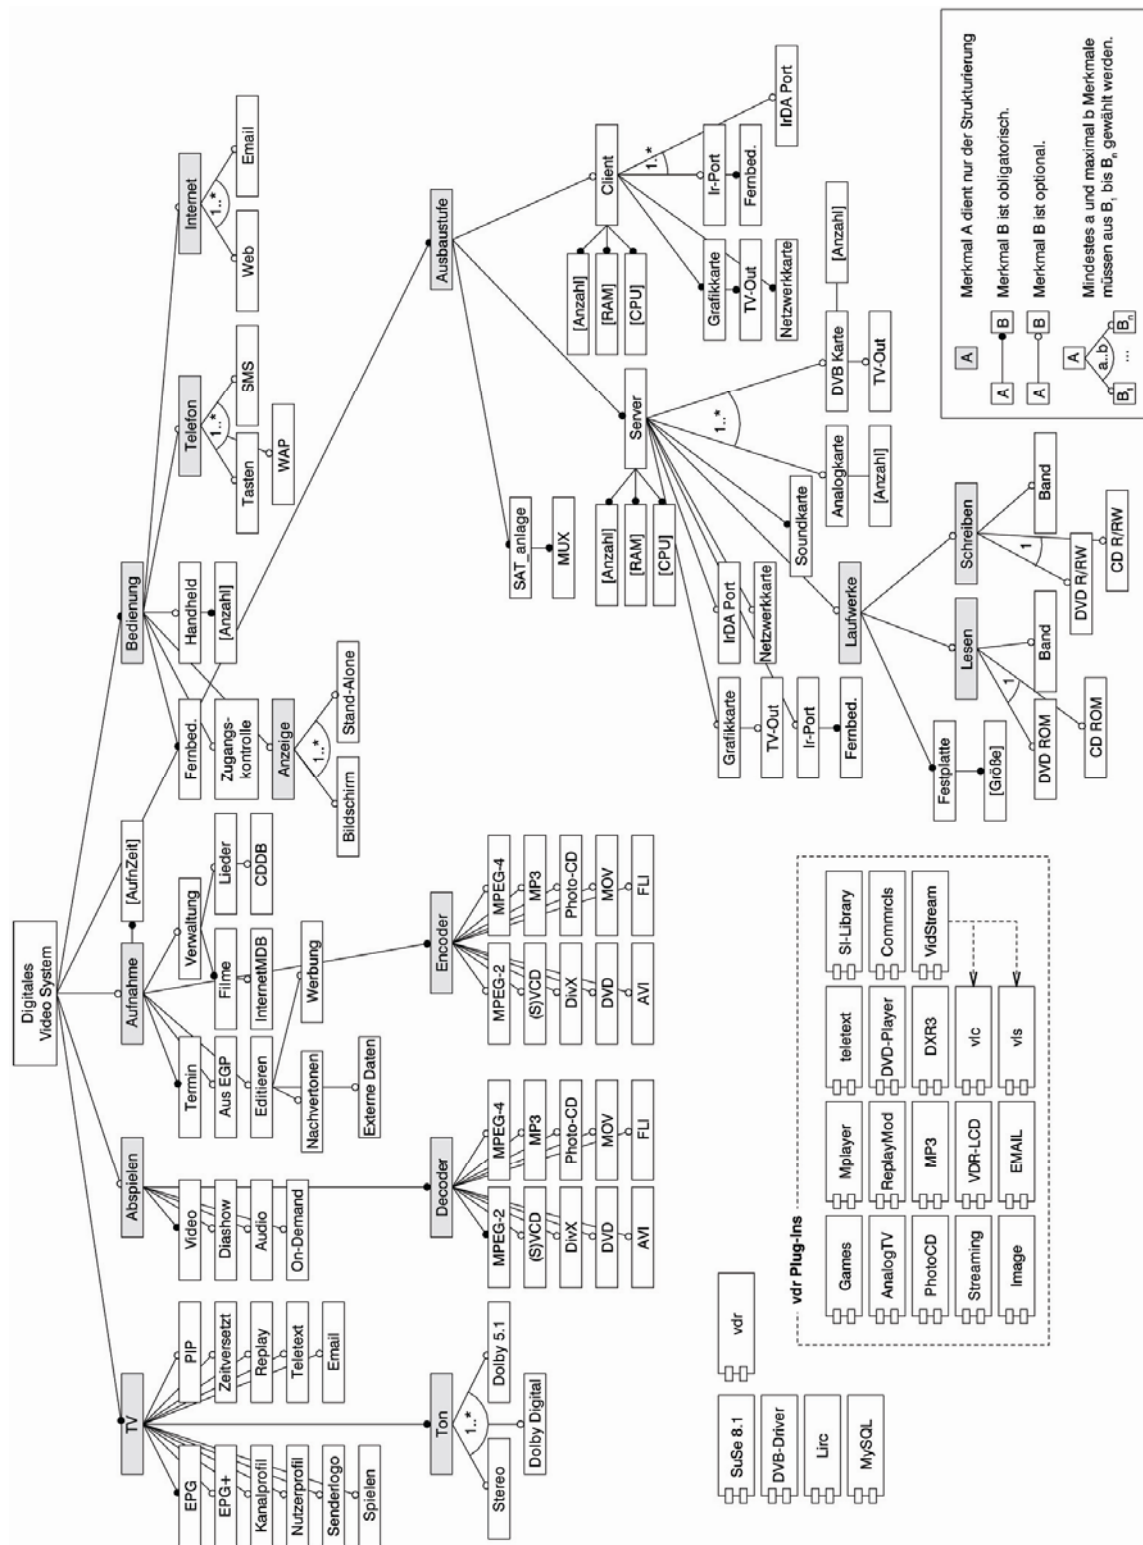 Digitales
Video System
TV
EPG
EPG+
Kanalprofil
Nutzerprofil
Senderlogo
Spielen
PIP
Zeitversetzt
Replay
Teletext
Email
Ton
Stereo
1..*
Dolby Digital
Dolby 5.1
Abspielen
Video
Diashow
Audio
On-Demand
Decoder
MPEG-2
(S)VCD
DivX
DVD
AVI
MPEG-4
MP3
Photo-CD
MOV
FLI
Aufnahme
[AufnZeit]
Termin
Aus EGP
Editieren
Nachvertonen
Externe Daten
Werbung
Verwaltung
Filme
InternetMDB
Lieder
CDDB
Encoder
MPEG-2
(S)VCD
DivX
DVD
AVI
MPEG-4
MP3
Photo-CD
MOV
FLI
Bedienung
Fernbed.
Zugangs-
kontrolle
Anzeige
1..*
Bildschirm
Stand-Alone
Handheld
[Anzahl]
Telefon
1..*
Tasten
WAP
SMS
Internet
1..*
Web
Email
Ausbaustufe
SAT_anlage
MUX
Server
[Anzahl]
[RAM]
[CPU]
1..*
Grafikkarte
TV-Out
Ir-Port
Fernbed.
IrDA Port
Netzwerkkarte
Soundkarte
Analogkarte
[Anzahl]
DVB Karte
TV-Out
[Anzahl]
Laufwerke
Festplatte
[Größe]
Lesen
1
DVD ROM
CD ROM
Band
Schreiben
1
DVD R/RW
CD R/RW
Band
Client
[Anzahl]
[RAM]
[CPU]
1..*
Grafikkarte
TV-Out
Netzwerkkarte
Ir-Port
Fernbed.
IrDA Port
SuSe 8.1
DVB-Driver
Lirc
MySQL
vdr
vdr Plug-Ins
Games
AnalogTV
PhotoCD
Streaming
Image
Mplayer
ReplayMod
MP3
VDR-LCD
EMAIL
teletext
DVD-Player
DXR3
vlc
vls
SI-Library
Commrcls
VidStream
A
Merkmal A dient nur der Strukturierung
A
B
Merkmal B ist obligatorisch.
A
B
Merkmal B ist optional.
A
a..b
B1
...
Bn
Mindestes a und maximal b Merkmale
müssen aus B1 bis Bn gewählt werden.